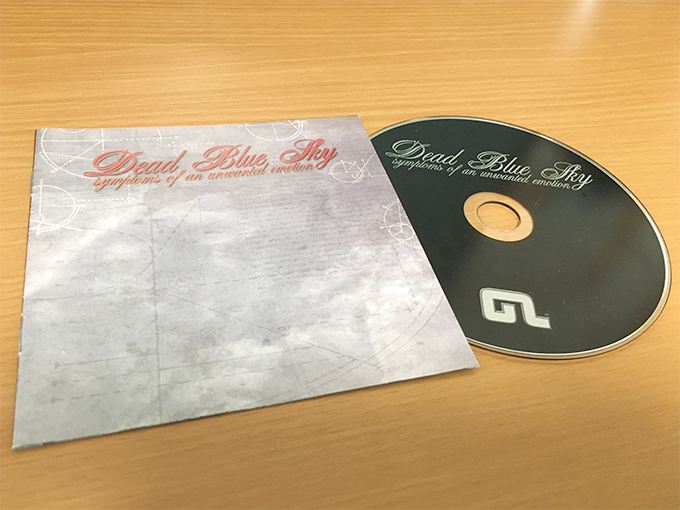 Dead Blue Sky
symptoms of an unwanted emotion
Dead Blue Sky
symptoms of an unwanted emotion